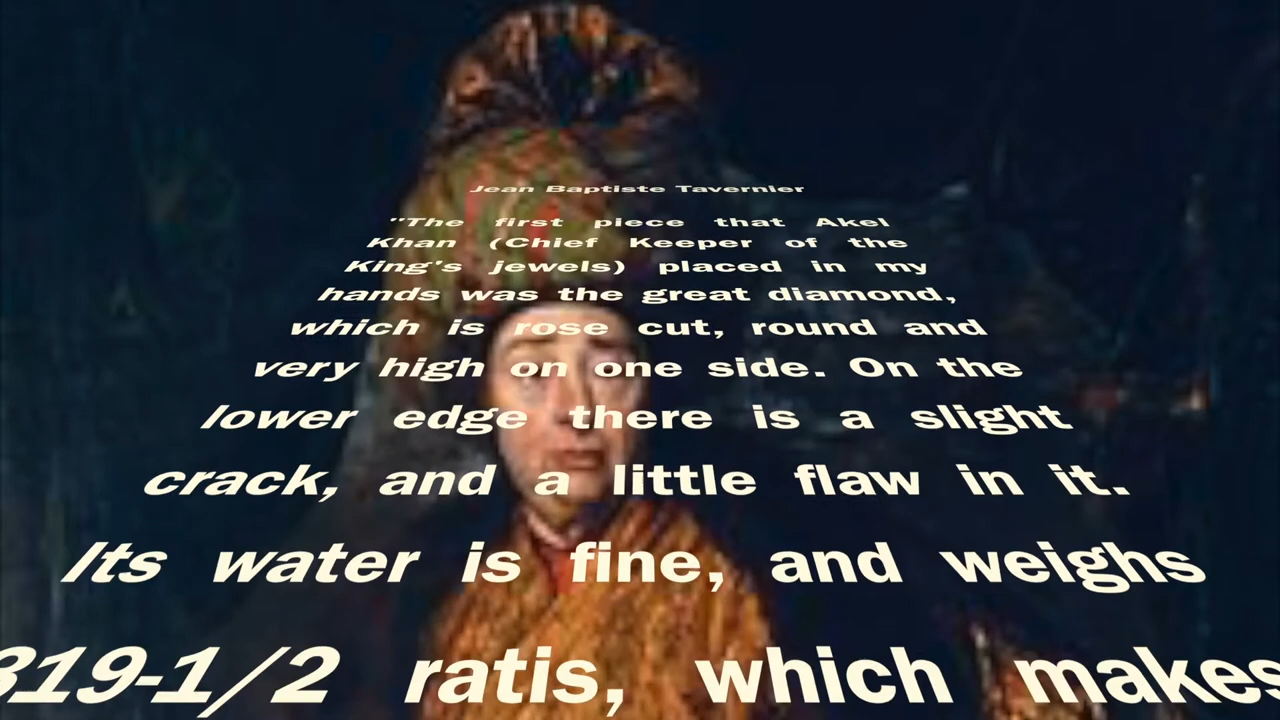 Jean Baptiste Tavernier
"The first piece that Akel
Khan (Chief Keeper of the
King's jewels) placed in my
hands was the great diamond,
which is rose cut, round and
very high on one side. On the
lower edge there is a slight
crack, and a little flaw in it.
Its water is fine, and weighs
319-1/2 ratis, which makes